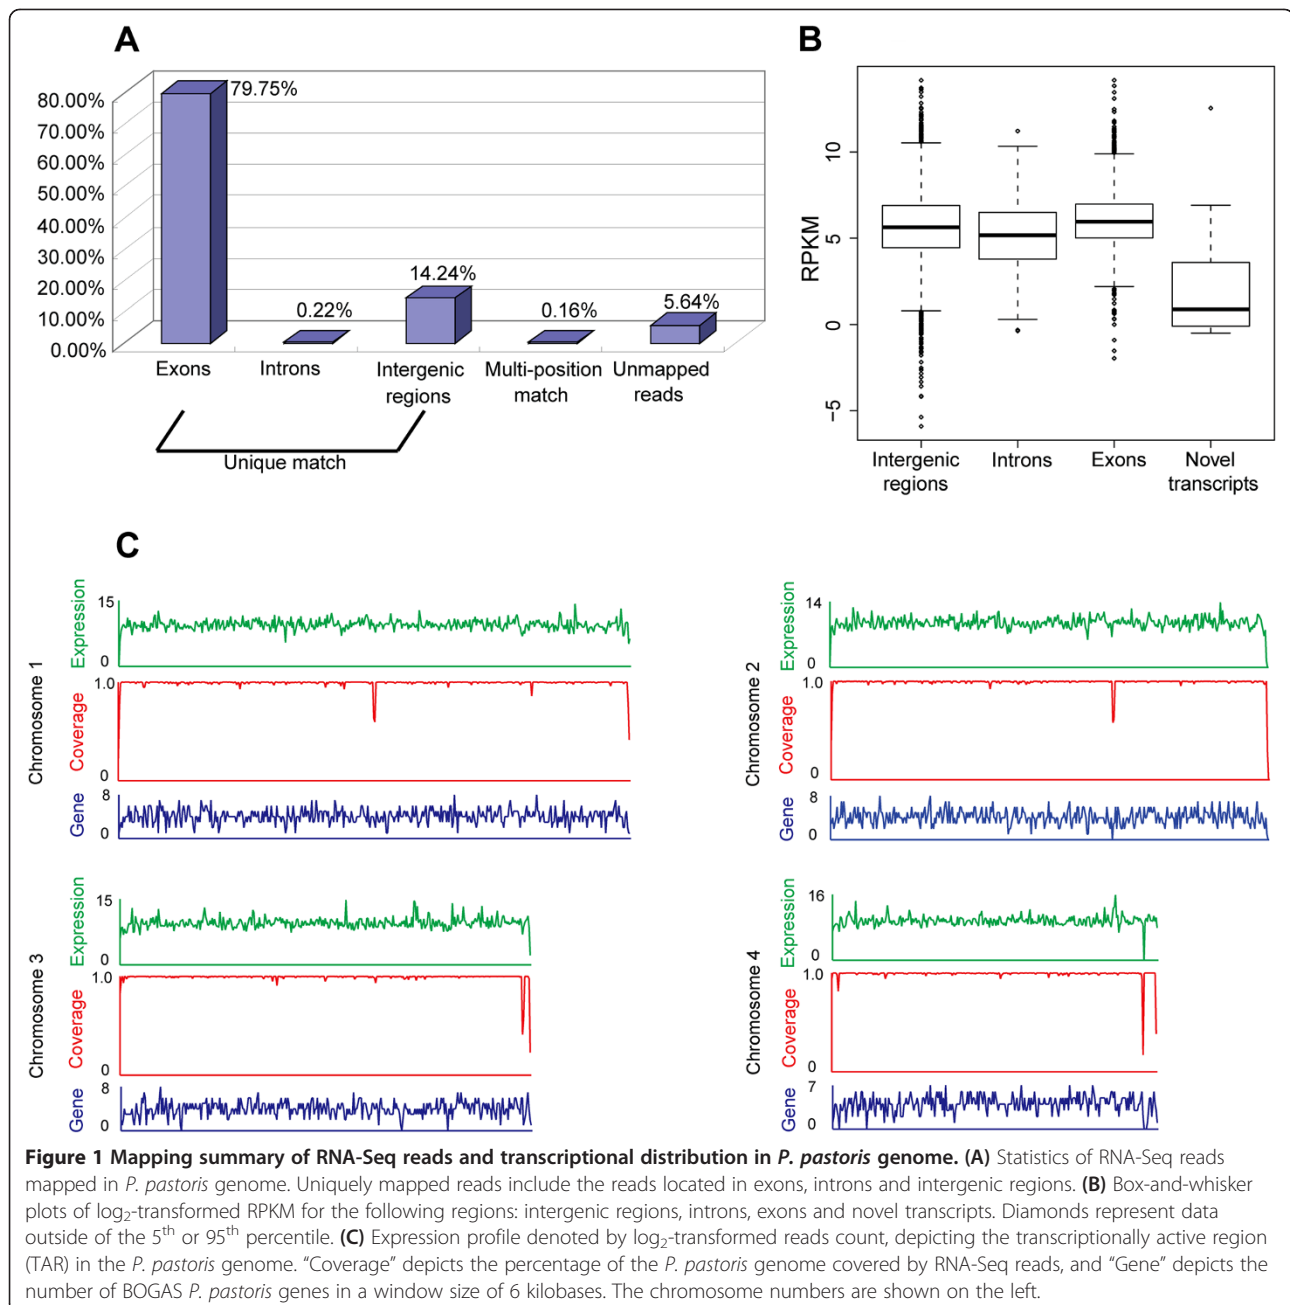 A
79.75%
80.00%
70.00%
60.00%
50.00%
40.00%
30.00%
20.00%
10.00%
0.00%
0.22%
14.24%
0.16%
5.64%
Exons
Introns
Intergenic
regions
Multi-position
match
Unmapped
reads
Unique match
B
RPKM
10
5
0
−5
Intergenic
regions
Introns
Exons
Novel
transcripts
C
Chromosome 1
Expression
15
0
Coverage
1.0
0
Gene
8
0
Chromosome 2
Expression
14
0
Coverage
1.0
0
Gene
8
0
Chromosome 3
Expression
15
0
Coverage
1.0
0
Gene
8
0
Chromosome 4
Expression
16
0
Coverage
1.0
0
Gene
7
0
Figure 1 Mapping summary of RNA-Seq reads and transcriptional distribution in P. pastoris genome. (A) Statistics of RNA-Seq reads
mapped in P. pastoris genome. Uniquely mapped reads include the reads located in exons, introns and intergenic regions. (B) Box-and-whisker
plots of log2-transformed RPKM for the following regions: intergenic regions, introns, exons and novel transcripts. Diamonds represent data
outside of the 5th or 95th percentile. (C) Expression profile denoted by log2-transformed reads count, depicting the transcriptionally active region
(TAR) in the P. pastoris genome. “Coverage” depicts the percentage of the P. pastoris genome covered by RNA-Seq reads, and “Gene” depicts the
number of BOGAS P. pastoris genes in a window size of 6 kilobases. The chromosome numbers are shown on the left.